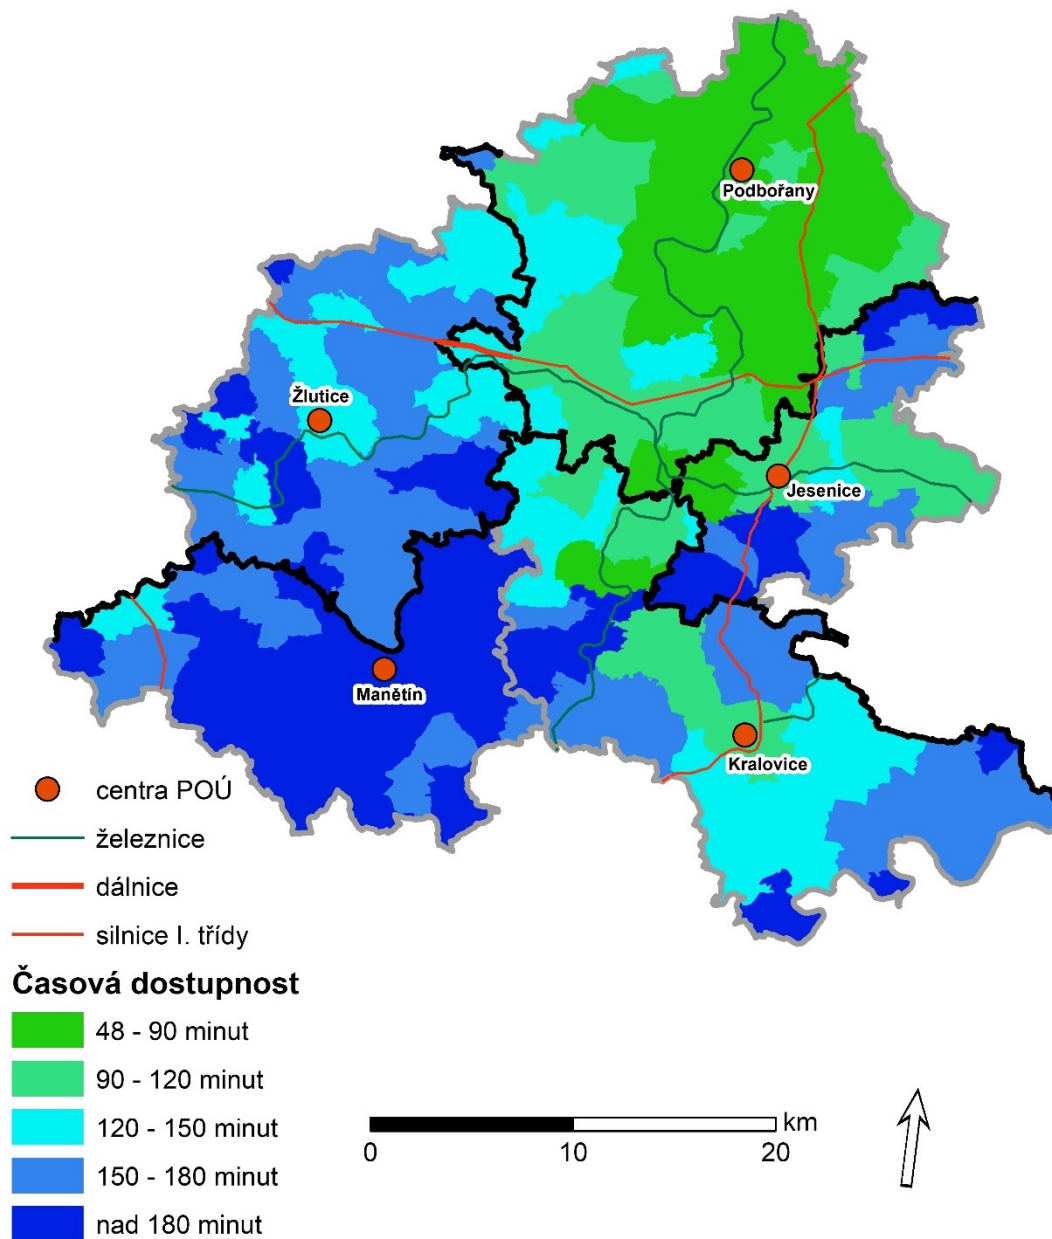 Podbořany
Žlutice
Jesenice
Manětín
Kralovice
centra POÚ
železnice
dálnice
silnice I. třídy
Časová dostupnost
48 - 90 minut
90 - 120 minut
120 - 150 minut
150 - 180 minut
nad 180 minut
km
0 10 20